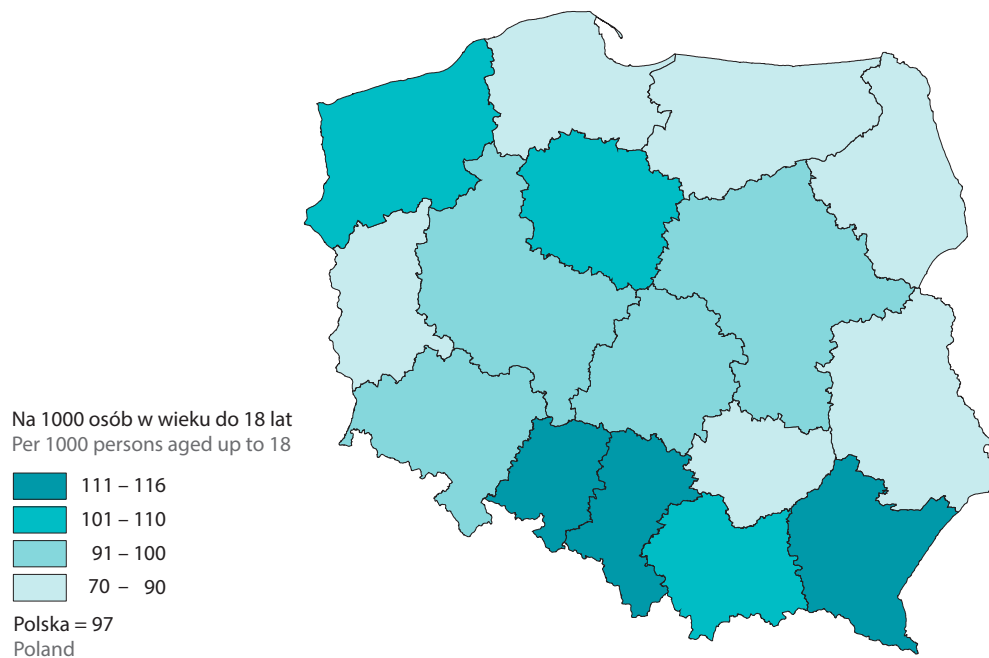 Na 1000 osób w wieku do 18 lat
Per 1000 persons aged up to 18
111 – 116
101 – 110
91 – 100
70 – 90
Polska = 97
Poland